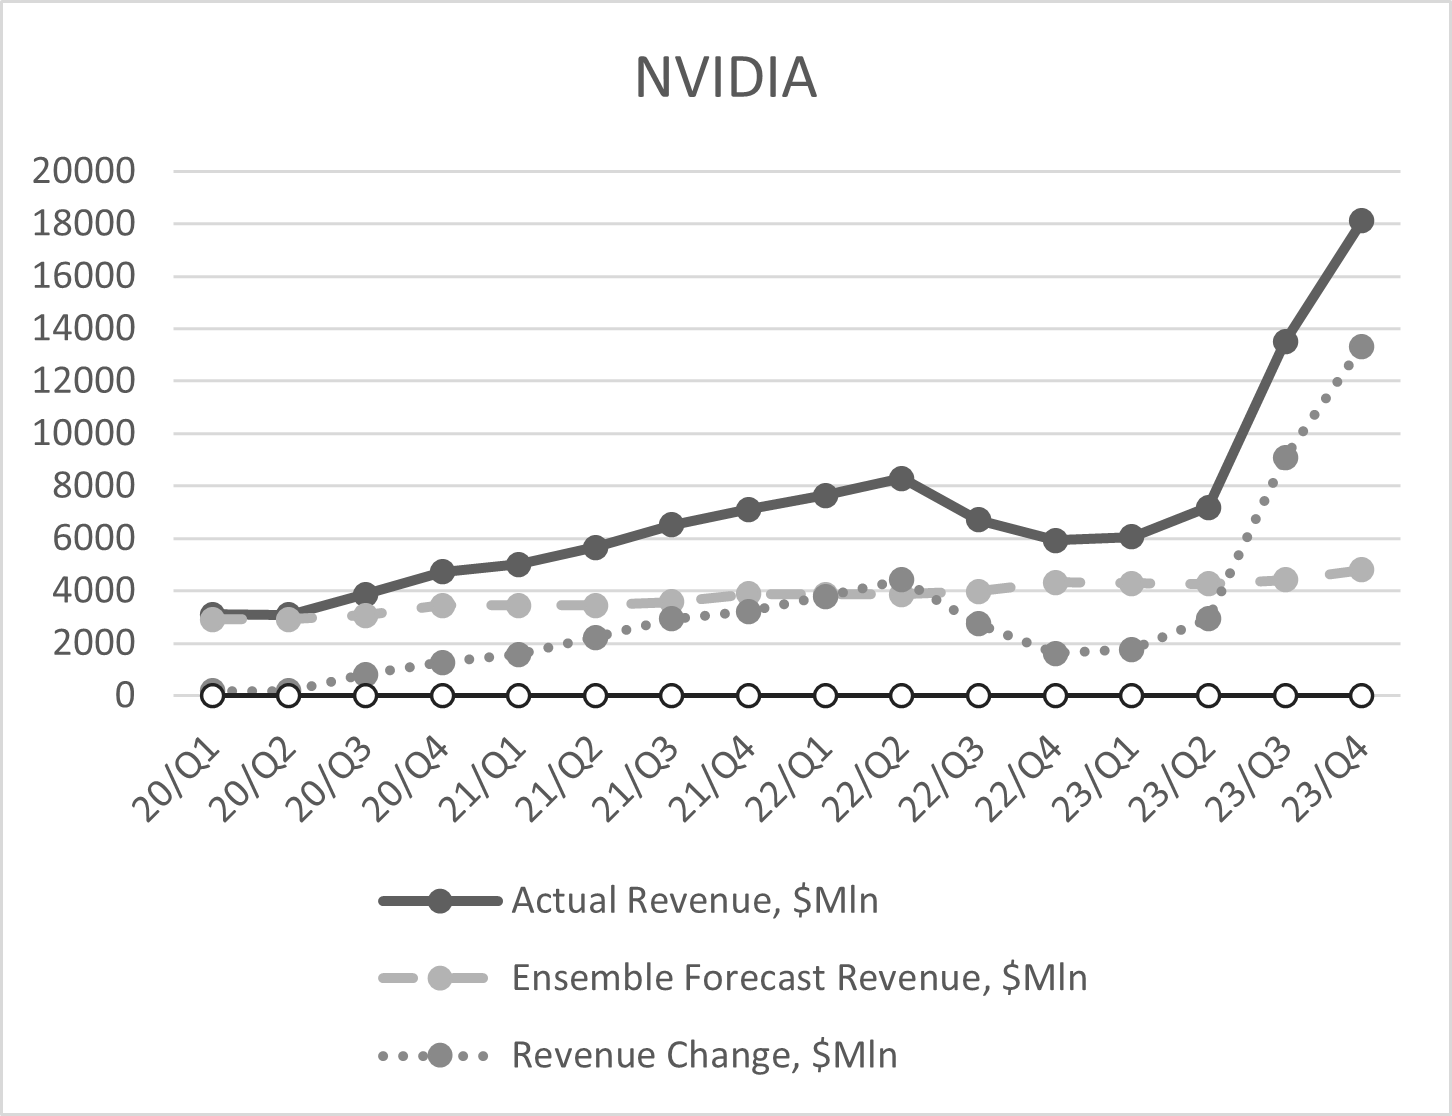 NVIDIA
20000
18000
16000
14000
12000
10000
8000
6000
4000
2000
0
20/Q1
20/Q2
20/Q3
20/Q4
21/Q1
21/Q2
21/Q3
21/Q4
22/Q1
22/Q2
22/Q3
22/Q4
23/Q1
23/Q2
23/Q3
23/Q4
Actual Revenue, $Mln
Ensemble Forecast Revenue, $Mln
Revenue Change, $Mln